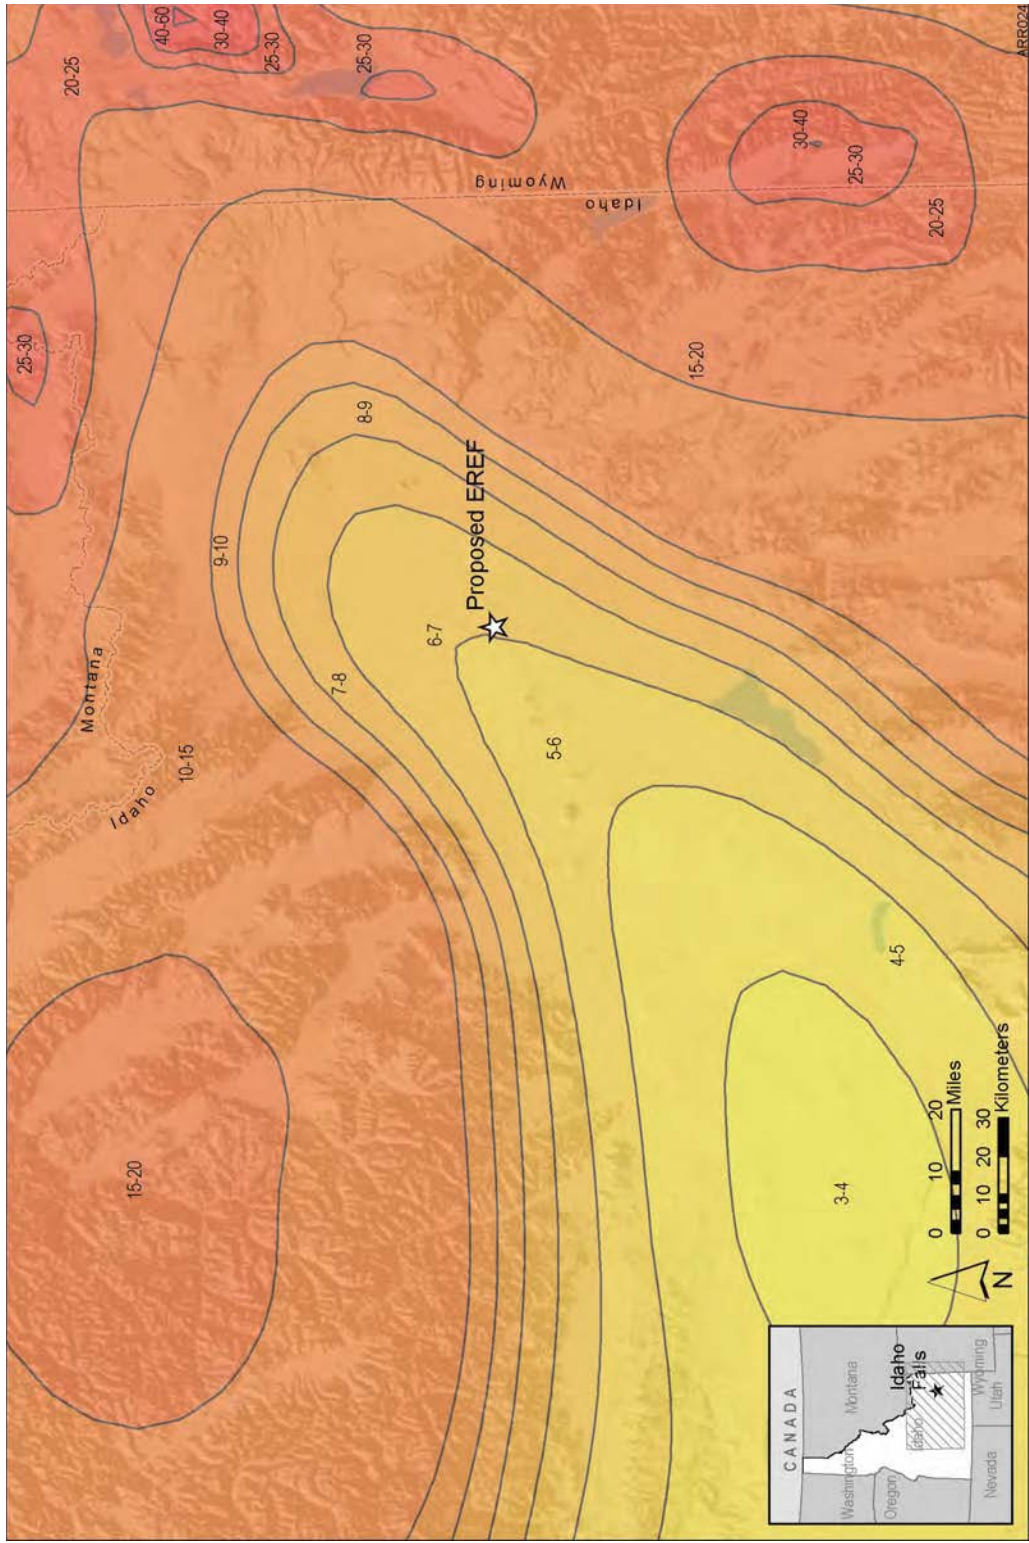 40-60
30-40
25-30
20-25
25-30
25-30
Montana
Idaho
10-15
15-20
9-10
8-9
7-8
6-7
Proposed EREF
5-6
Wyoming
Idaho
15-20
30-40
25-30
20-25
4-5
3-4
0 10 20
Miles
0 10 20 30
Kilometers
N
CANADA
Washington
Montana
Oregon
Idaho
Idaho
Falls
Wyoming
Nevada
Utah
ARR024